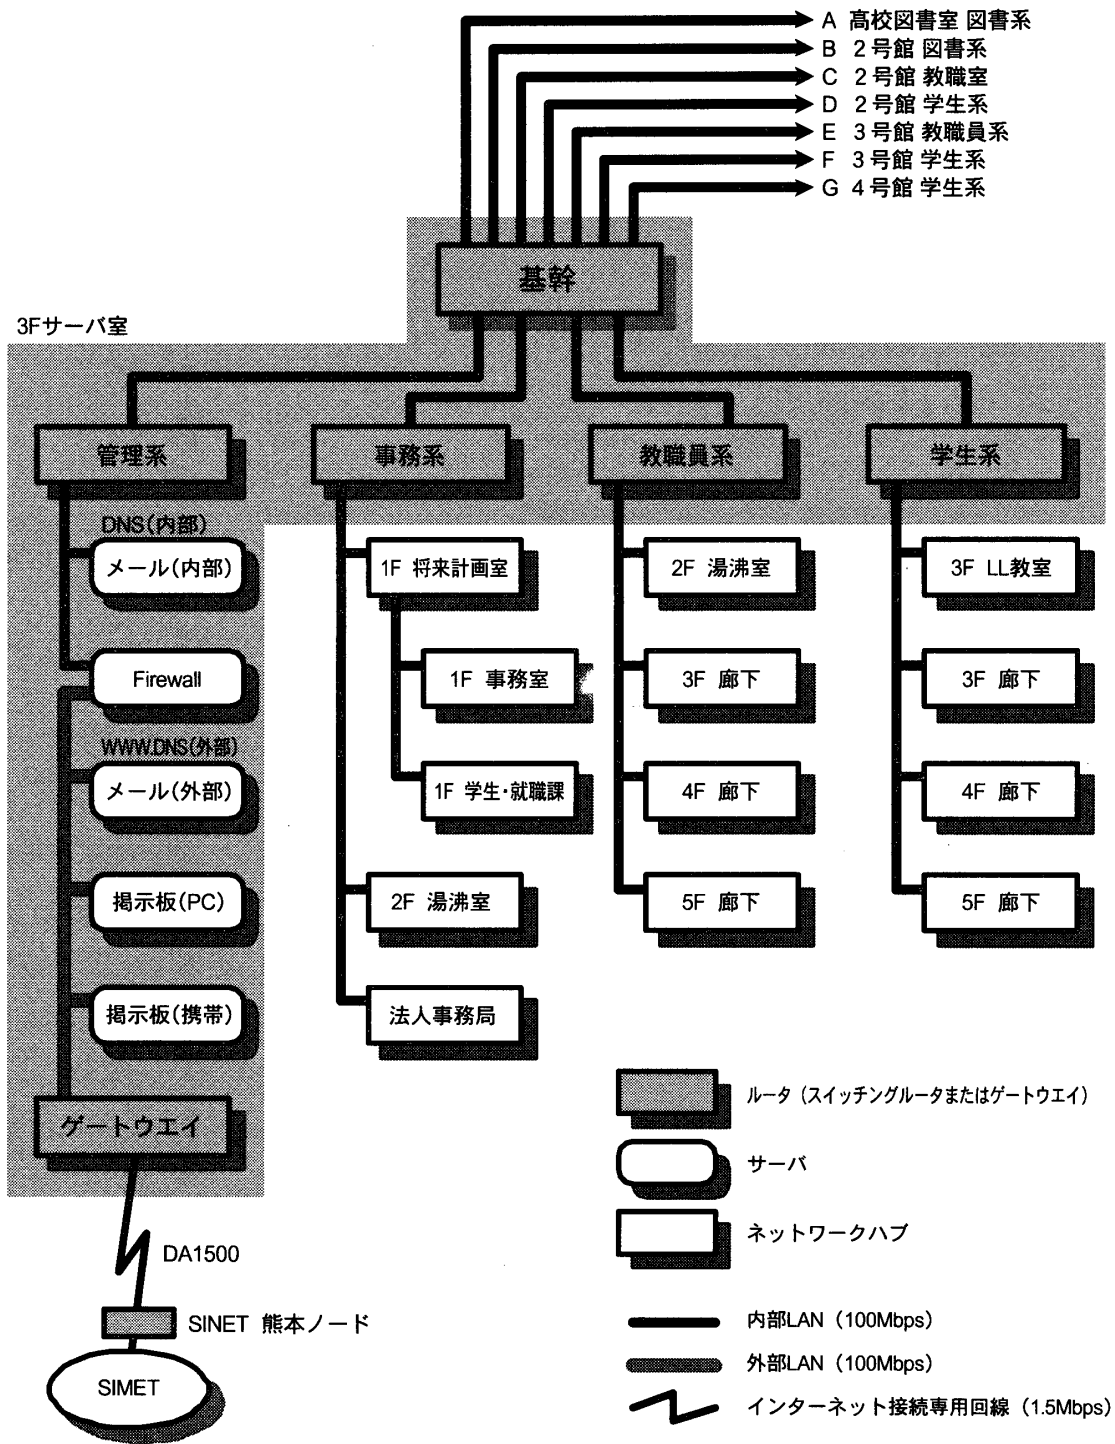 A 高校図書室 図書系
B 2号館 図書系
C 2号館 教職室
D 2号館 学生系
E 3号館 教職員系
F 3号館 学生系
G 4号館 学生系
基幹
3Fサーバ室
管理系
事務系
教職員系
学生系
DNS(内部)
メール(内部)
Firewall
WWW.DNS(外部)
メール(外部)
掲示板(PC)
掲示板(携帯)
ゲートウエイ
DA1500
SINET 熊本ノード
SIMET
1F 将来計画室
1F 事務室
1F 学生・就職課
2F 湯沸室
法人事務局
2F 湯沸室
3F 廊下
4F 廊下
5F 廊下
3F LL教室
3F 廊下
4F 廊下
5F 廊下
ルータ(スイッチングルータまたはゲートウエイ)
サーバ
ネットワークハブ
内部LAN(100Mbps)
外部LAN(100Mbps)
インターネット接続専用回線(1.5Mbps)